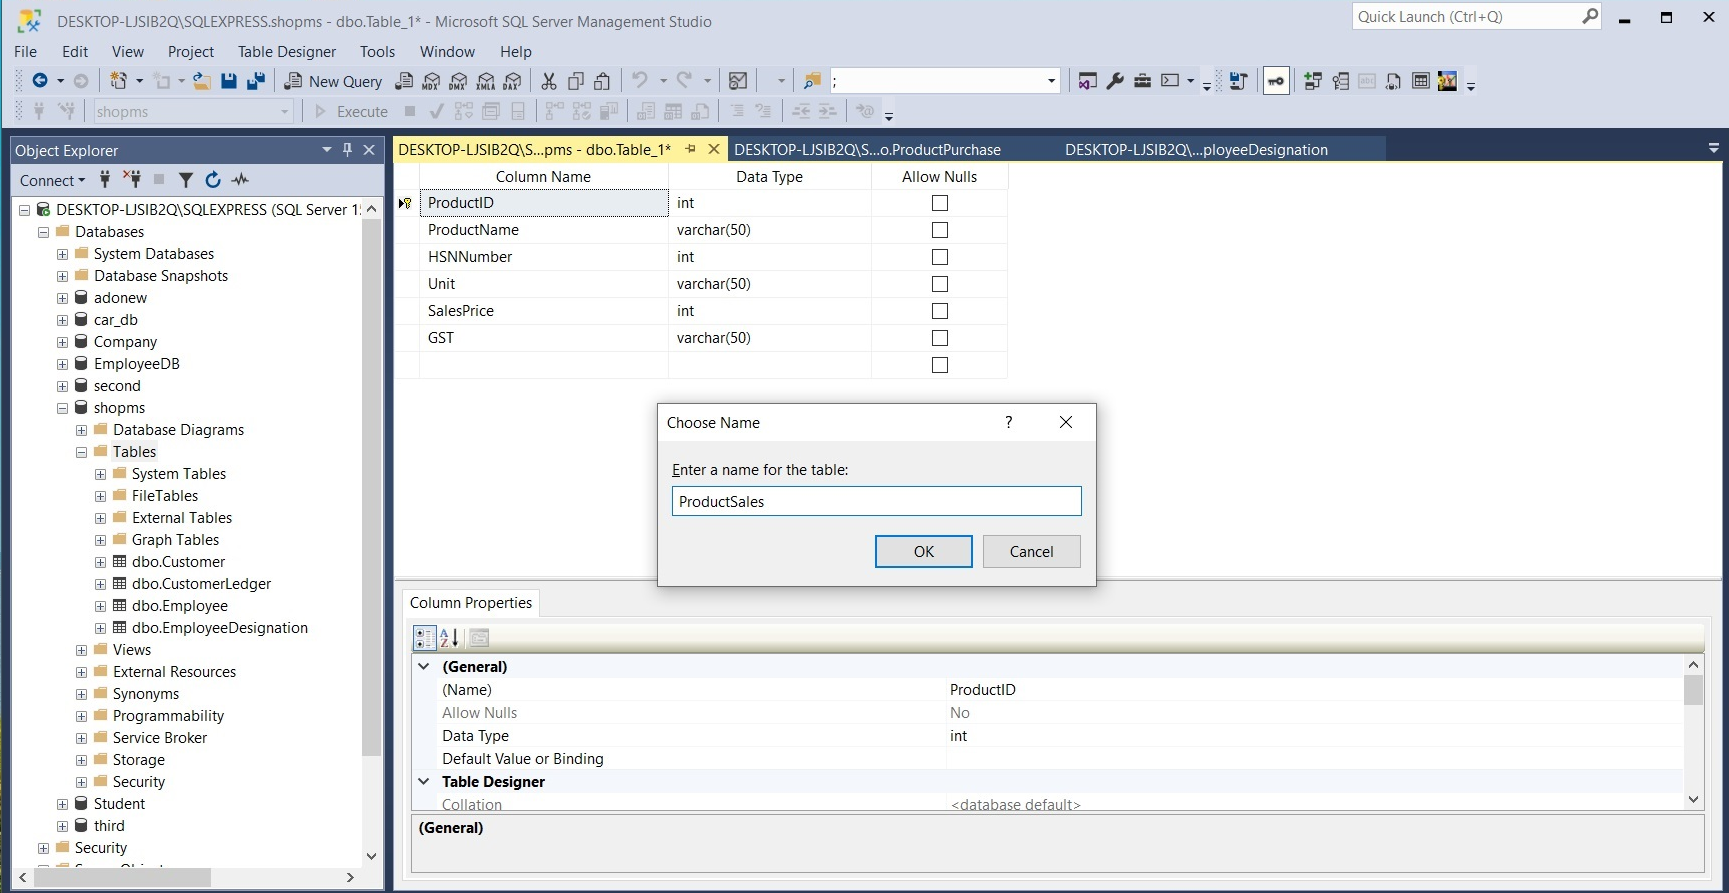 DESKTOP-LJSIB2Q\SQLEXPRESS.shopms - dbo.Table_1* - Microsoft SQL Server Management Studio
Quick Launch (Ctrl+Q)
File Edit View Project Table Designer Tools Window Help
New Query MDX DMX XMLA DAX ;
shopms Execute
Object Explorer
Connect
DESKTOP-LJSIB2Q\SQLEXPRESS (SQL Server 1
Databases
System Databases
Database Snapshots
adonew
car_db
Company
EmployeeDB
second
shopms
Database Diagrams
Tables
System Tables
FileTables
External Tables
Graph Tables
dbo.Customer
dbo.CustomerLedger
dbo.Employee
dbo.EmployeeDesignation
Views
External Resources
Synonyms
Programmability
Service Broker
Storage
Security
Student
third
Security
DESKTOP-LJSIB2Q\S...pms - dbo.Table_1* DESKTOP-LJSIB2Q\S...o.ProductPurchase DESKTOP-LJSIB2Q\...ployeeDesignation
Column Name Data Type Allow Nulls
ProductID int
ProductName varchar(50)
HSNNumber int
Unit varchar(50)
SalesPrice int
GST varchar(50)
Choose Name ?
Enter a name for the table:
ProductSales
OK Cancel
Column Properties
(General)
(Name) ProductID
Allow Nulls No
Data Type int
Default Value or Binding
Table Designer
Collation <database default>
(General)